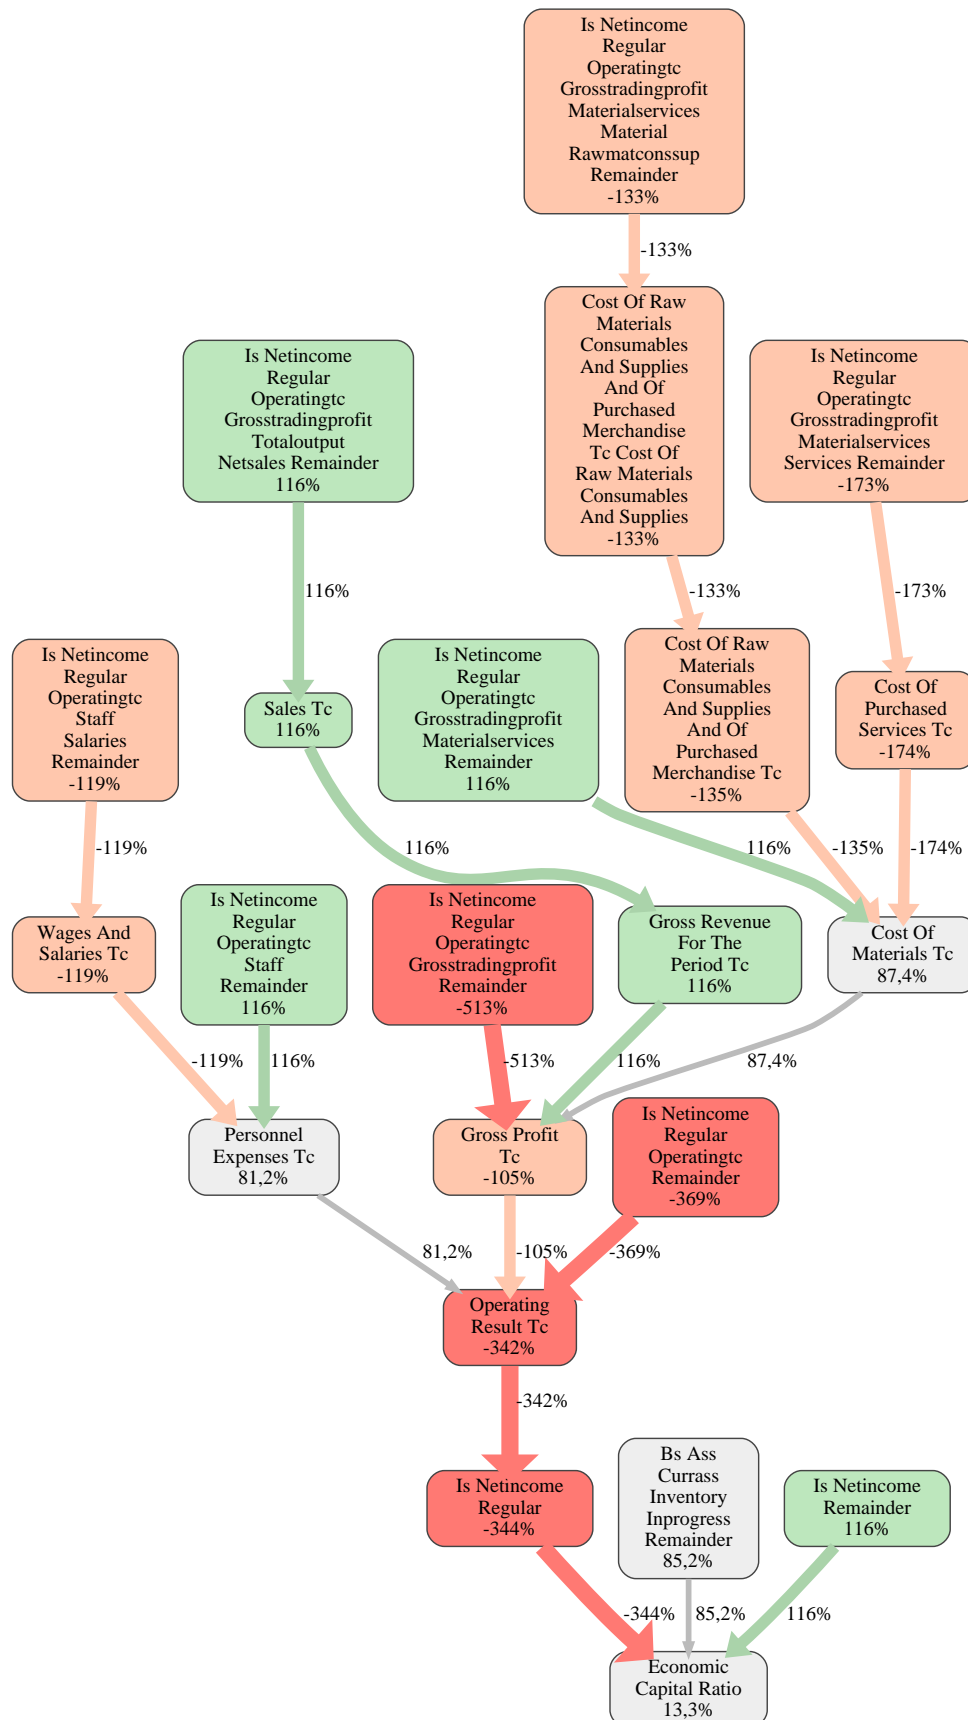 Is Netincome
Regular
Operatingtc
Grosstradingprofit
Materialservices
Material
Rawmatconssup
Remainder
-133%
-133%
Cost Of Raw
Materials
Consumables
And Supplies
And Of
Purchased
Merchandise
Tc Cost Of
Raw Materials
Consumables
And Supplies
-133%
Is Netincome
Regular
Operatingtc
Grosstradingprofit
Totaloutput
Netsales Remainder
116%
Is Netincome
Regular
Operatingtc
Grosstradingprofit
Materialservices
Services Remainder
-173%
116%
-133%
-173%
Is Netincome
Regular
Operatingtc
Staff
Salaries
Remainder
-119%
Sales Tc
116%
Is Netincome
Regular
Operatingtc
Grosstradingprofit
Materialservices
Remainder
116%
Cost Of Raw
Materials
Consumables
And Supplies
And Of
Purchased
Merchandise Tc
-135%
Cost Of
Purchased
Services Tc
-174%
-119%
116%
116%
-135%
-174%
Wages And
Salaries Tc
-119%
Is Netincome
Regular
Operatingtc
Staff
Remainder
116%
Is Netincome
Regular
Operatingtc
Grosstradingprofit
Remainder
-513%
Gross Revenue
For The
Period Tc
116%
Cost Of
Materials Tc
87,4%
-119%
116%
-513%
116%
87,4%
Personnel
Expenses Tc
81,2%
Gross Profit
Tc
-105%
Is Netincome
Regular
Operatingtc
Remainder
-369%
81,2%
-105%
-369%
Operating
Result Tc
-342%
-342%
Is Netincome
Regular
-344%
Bs Ass
Currass
Inventory
Inprogress
Remainder
85,2%
Is Netincome
Remainder
116%
-344%
85,2%
116%
Economic
Capital Ratio
13,3%